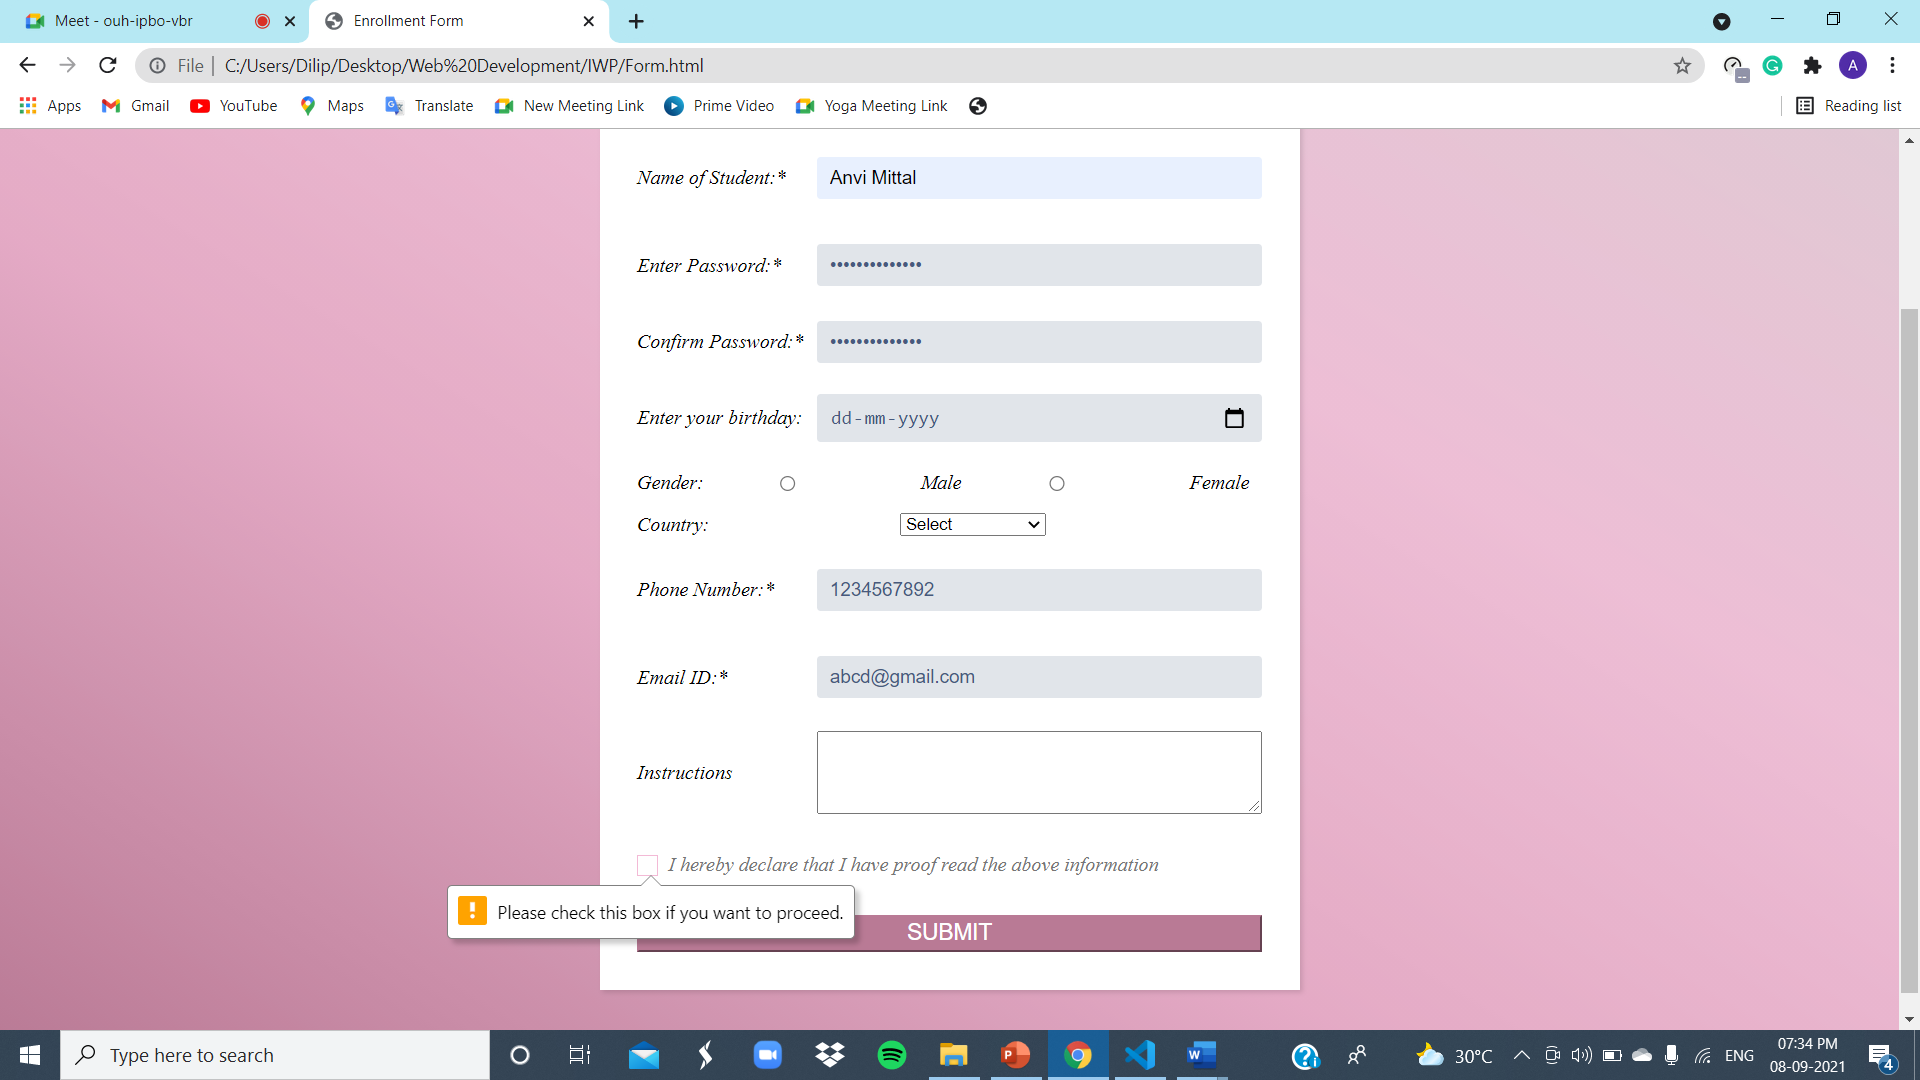 Meet - ouh-ipbo-vbr
Enrollment Form
File | C:/Users/Dilip/Desktop/Web%20Development/IWP/Form.html
A
Apps
Gmail
YouTube
Maps
Translate
New Meeting Link
Prime Video
Yoga Meeting Link
Reading list
Name of Student:* Anvi Mittal
Enter Password:* ••••••••••••••
Confirm Password:* ••••••••••••••
Enter your birthday: dd-mm-yyyy
Gender: Male Female
Country: Select
Phone Number:* 1234567892
Email ID:* abcd@gmail.com
Instructions
I hereby declare that I have proof read the above information
Please check this box if you want to proceed.
SUBMIT
Type here to search
30°C
ENG
07:34 PM
08-09-2021
4